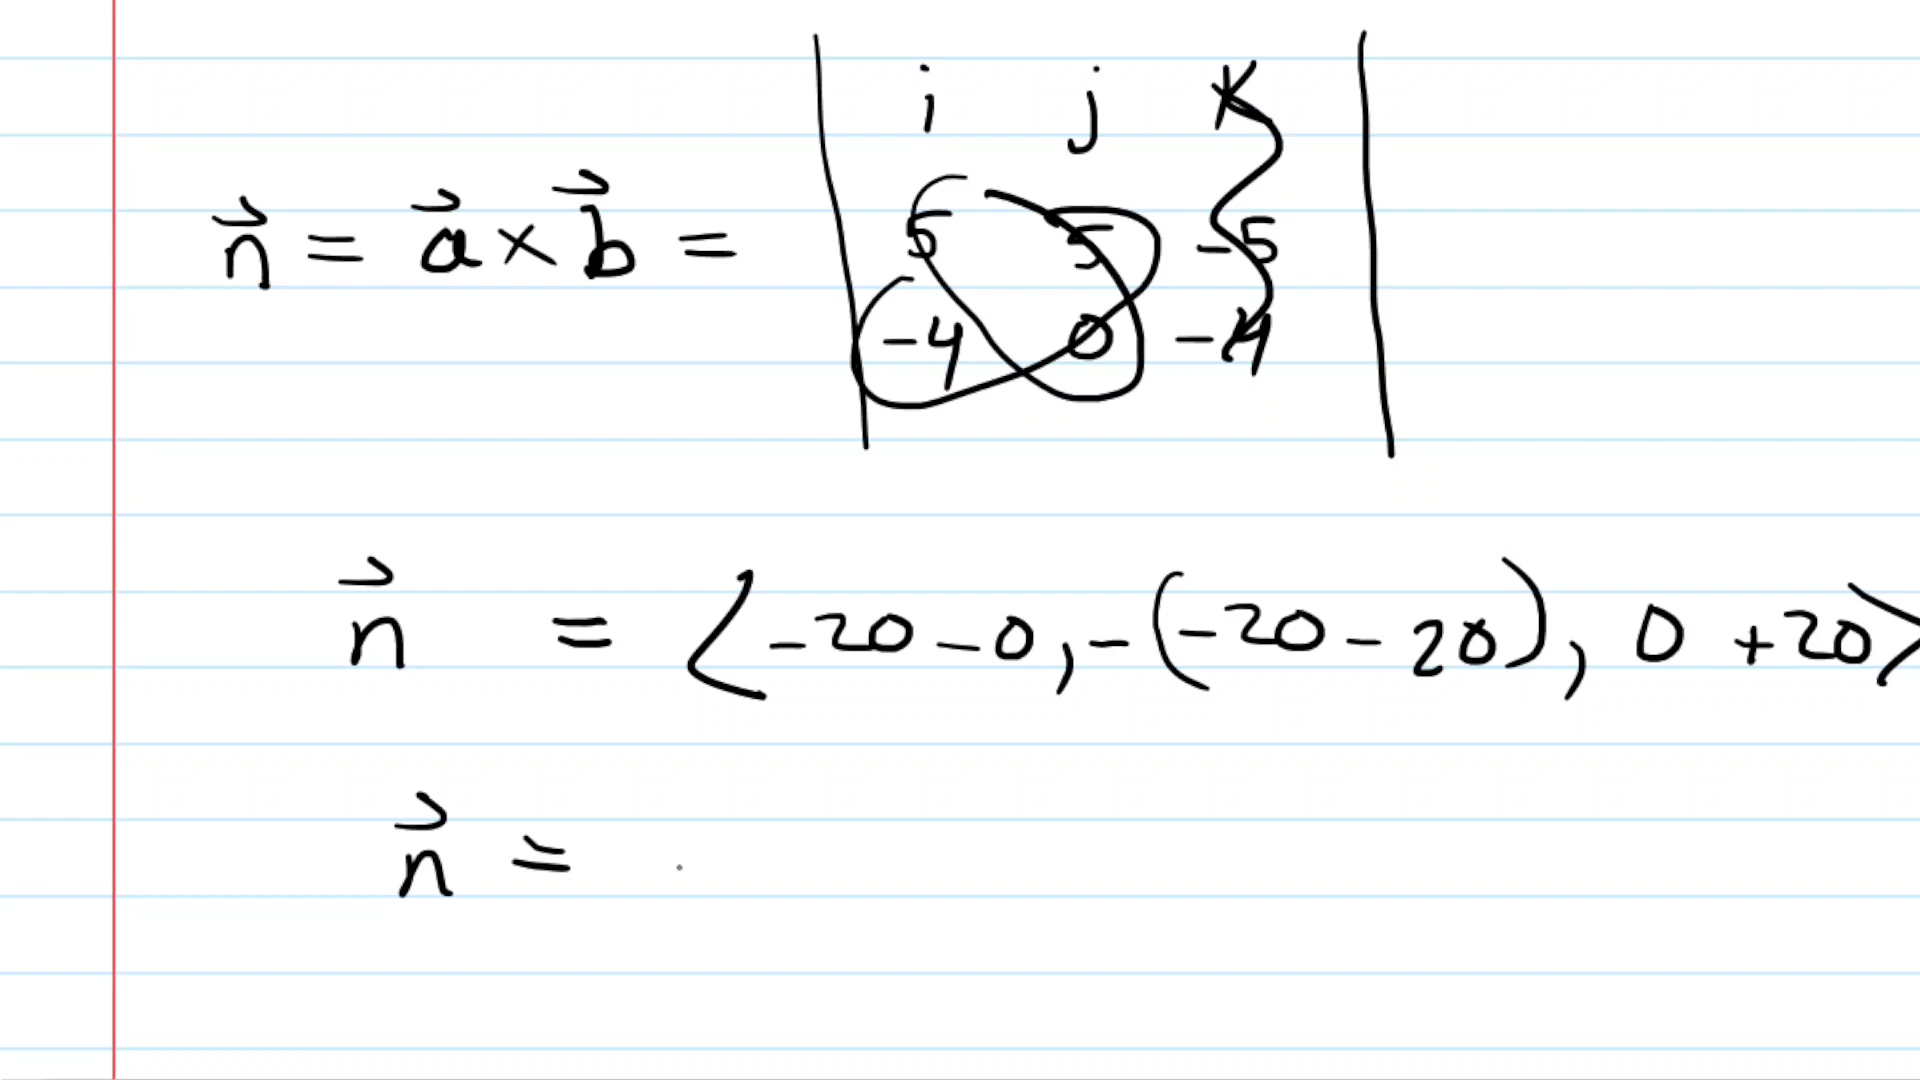 i j K
n⃗ = a⃗ × b⃗ = | 5 5 -5 |
-4 0 -4
n⃗ = ⟨-20-0, -(-20-20), 0+20⟩
n⃗ =